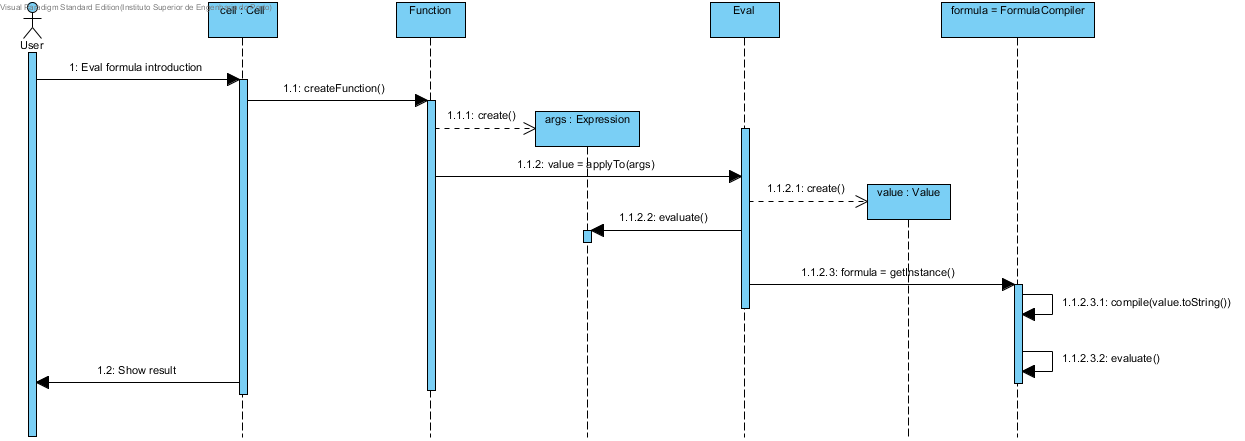 Visual Paradigm Standard Edition(Instituto Superior de Engenharia do Porto)
cell : Cell
Function
Eval
formula = FormulaCompiler
User
1: Eval formula introduction
1.1: createFunction()
1.1.1: create()
args : Expression
1.1.2: value = applyTo(args)
1.1.2.1: create()
value : Value
1.1.2.2: evaluate()
1.1.2.3: formula = getInstance()
1.1.2.3.1: compile(value.toString())
1.1.2.3.2: evaluate()
1.2: Show result